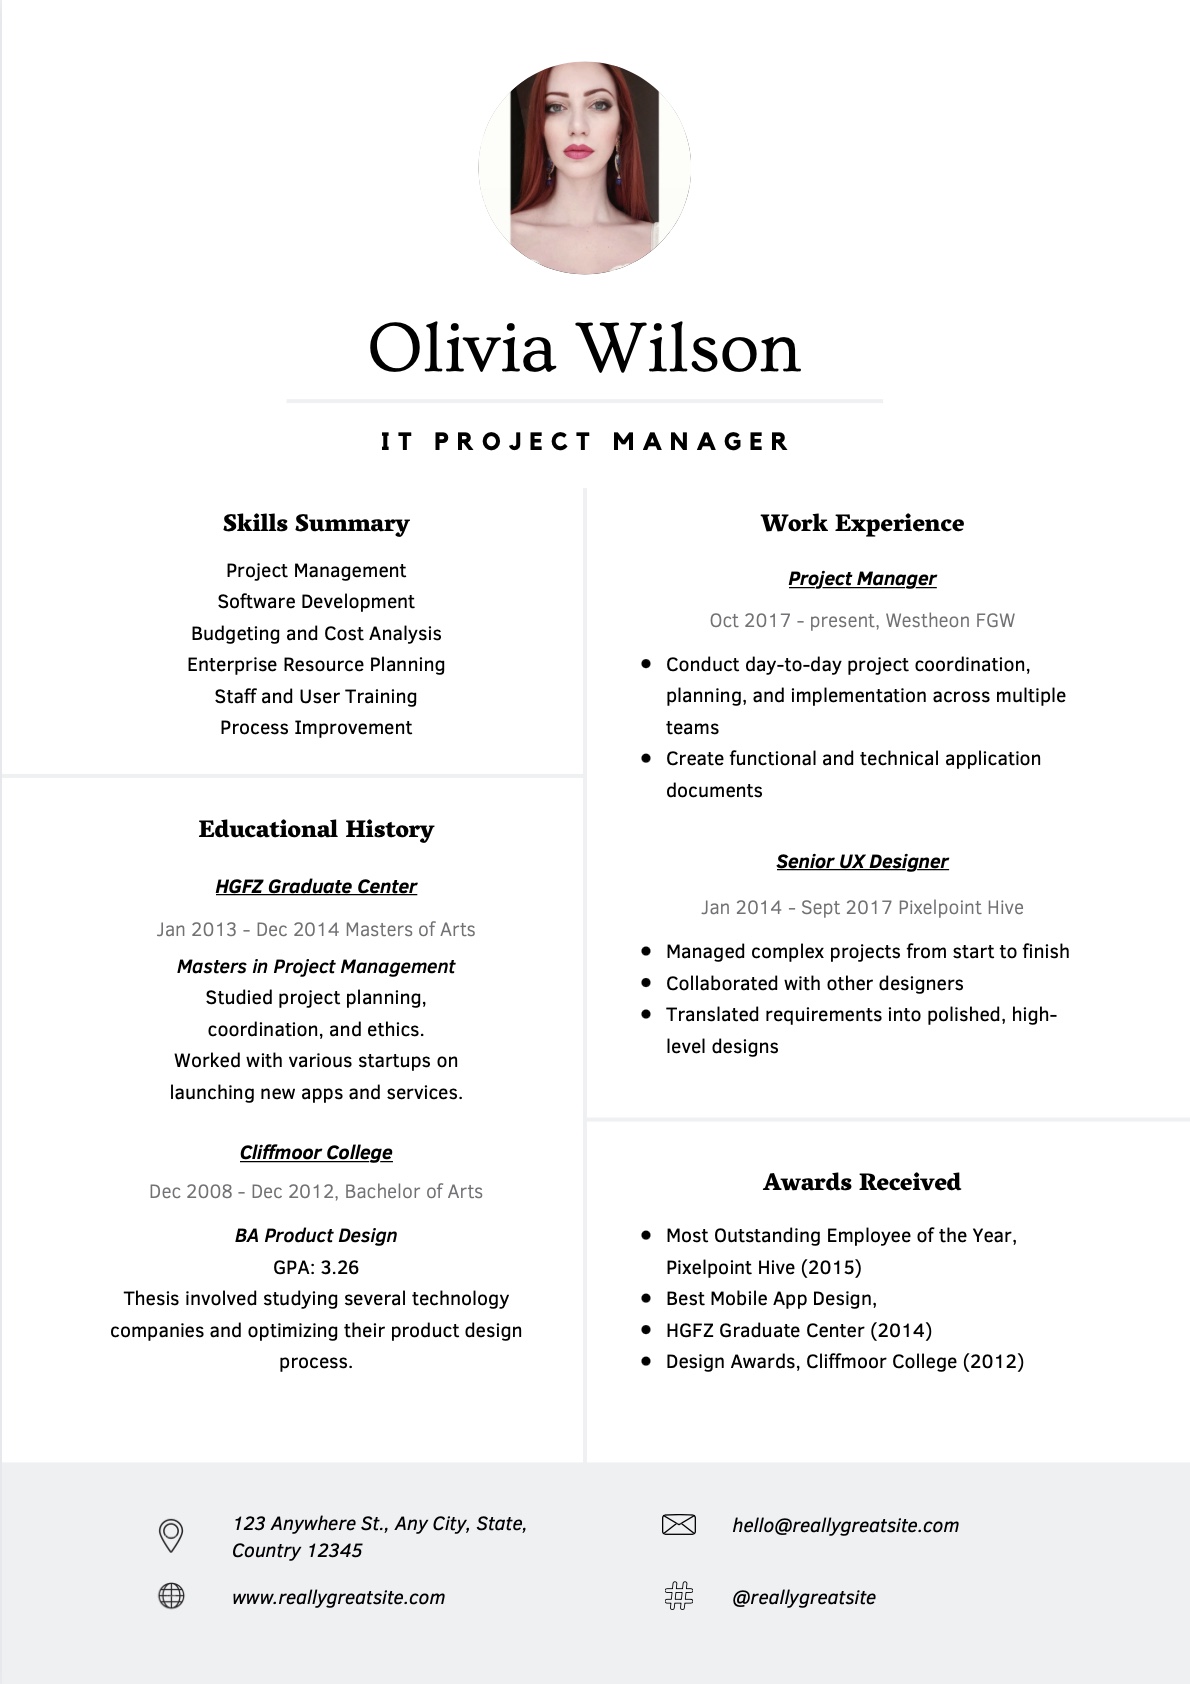 Olivia Wilson
IT PROJECT MANAGER
Skills Summary
Project Management
Software Development
Budgeting and Cost Analysis
Enterprise Resource Planning
Staff and User Training
Process Improvement
Educational History
HGFZ Graduate Center
Jan 2013 - Dec 2014 Masters of Arts
Masters in Project Management
Studied project planning,
coordination, and ethics.
Worked with various startups on
launching new apps and services.
Cliffmoor College
Dec 2008 - Dec 2012, Bachelor of Arts
BA Product Design
GPA: 3.26
Thesis involved studying several technology
companies and optimizing their product design
process.
Work Experience
Project Manager
Oct 2017 - present, Westheon FGW
● Conduct day-to-day project coordination,
planning, and implementation across multiple
teams
● Create functional and technical application
documents
Senior UX Designer
Jan 2014 - Sept 2017 Pixelpoint Hive
● Managed complex projects from start to finish
● Collaborated with other designers
● Translated requirements into polished, high-
level designs
Awards Received
● Most Outstanding Employee of the Year,
Pixelpoint Hive (2015)
● Best Mobile App Design,
● HGFZ Graduate Center (2014)
● Design Awards, Cliffmoor College (2012)
123 Anywhere St., Any City, State,
Country 12345
www.reallygreatsite.com
hello@reallygreatsite.com
@reallygreatsite